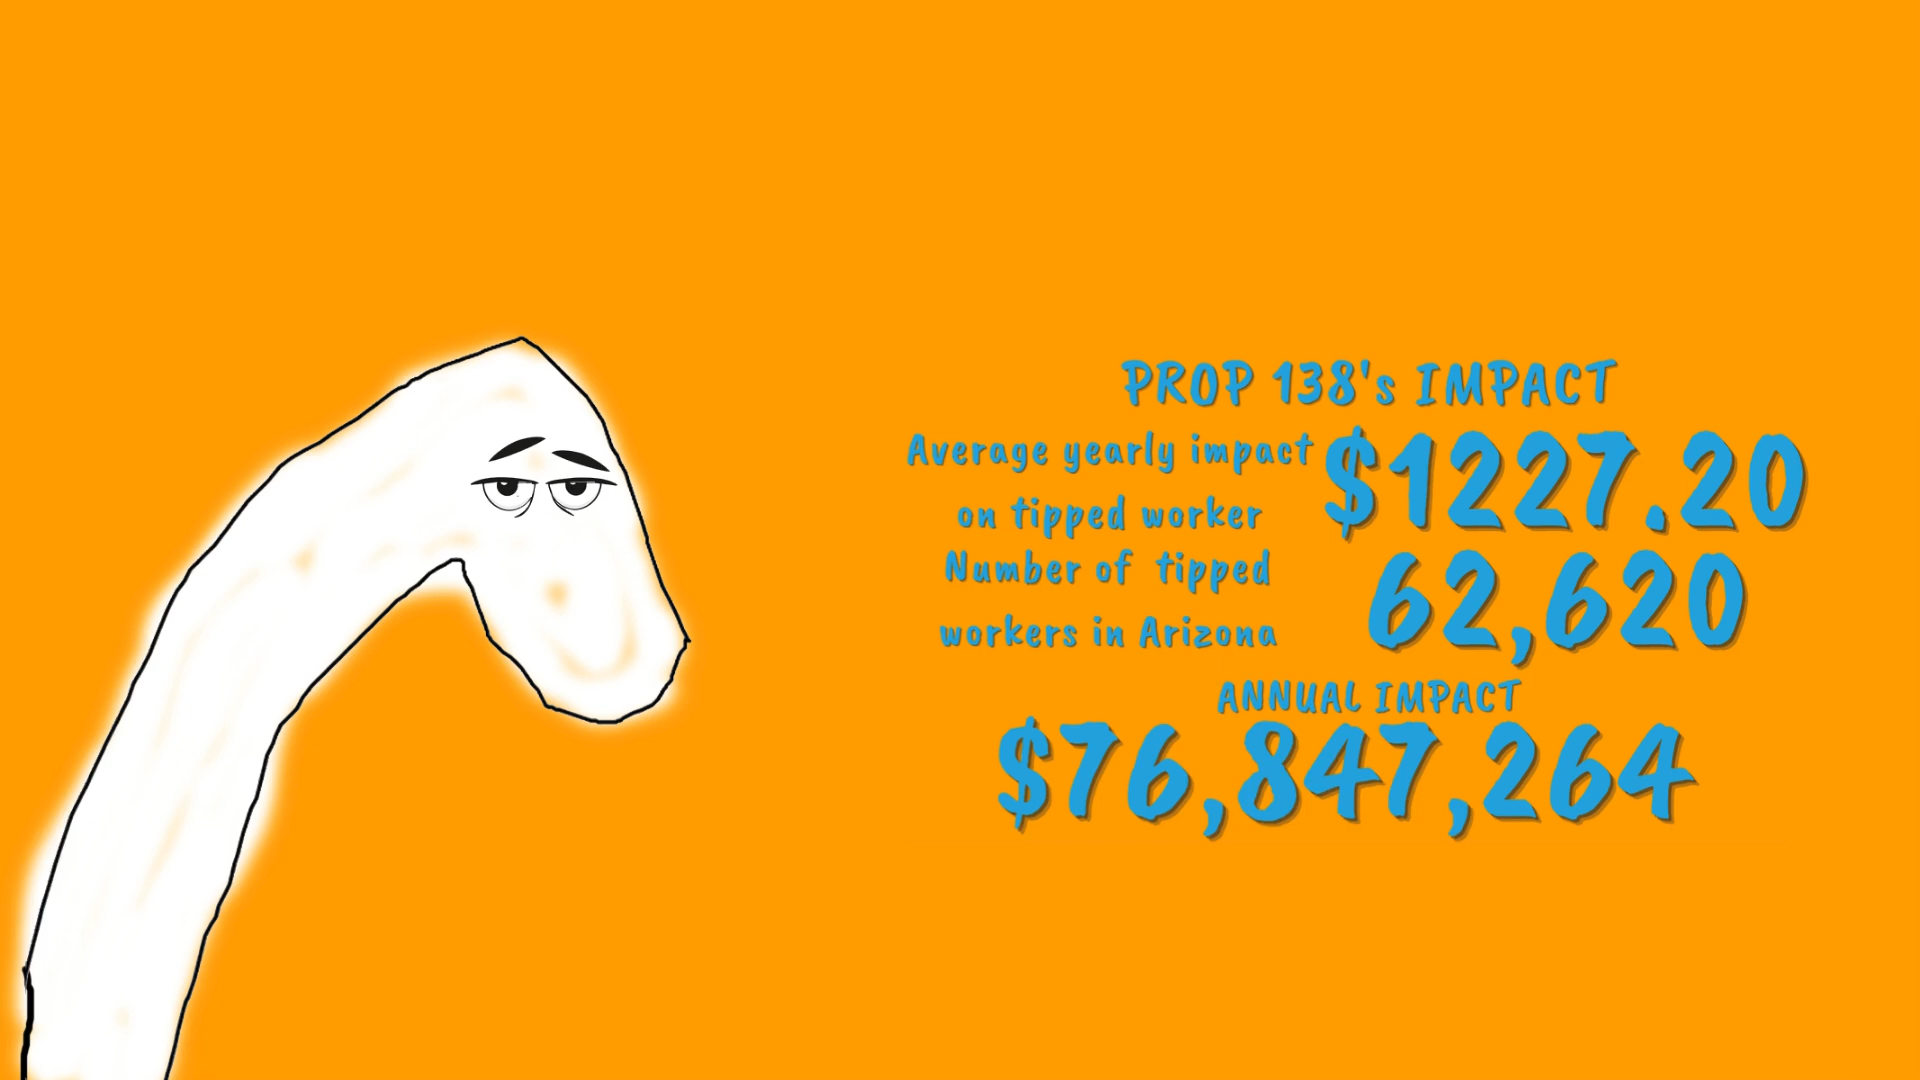 PROP 138's IMPACT
Average yearly impact
on tipped worker
$1227.20
Number of tipped
workers in Arizona
62,620
ANNUAL IMPACT
$76,847,264